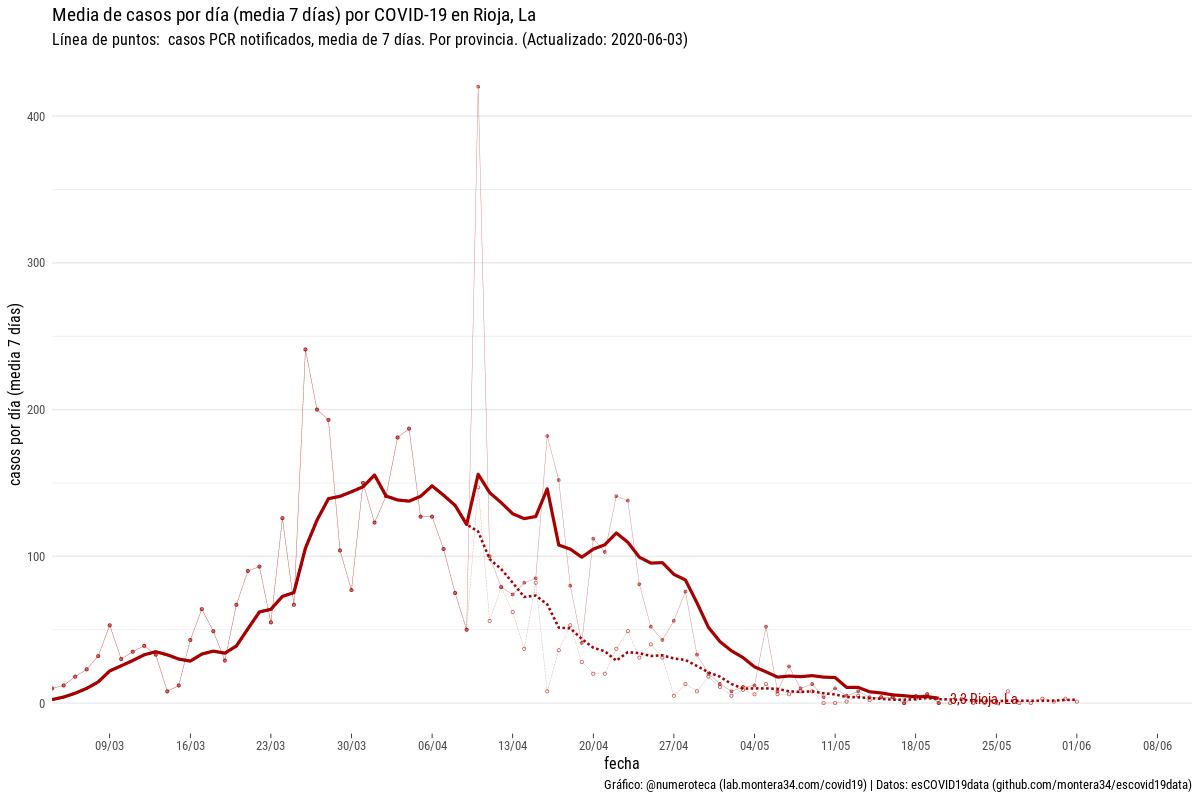 Media de casos por día (media 7 días) por COVID-19 en Rioja, La
Línea de puntos:  casos PCR notificados, media de 7 días. Por provincia. (Actualizado: 2020-06-03)
casos por día (media 7 días)
400
300
200
100
0
3,3 Rioja, La
09/03 16/03 23/03 30/03 06/04 13/04 20/04 27/04 04/05 11/05 18/05 25/05 01/06 08/06
fecha
Gráfico: @numeroteca (lab.montera34.com/covid19) | Datos: esCOVID19data (github.com/montera34/escovid19data)